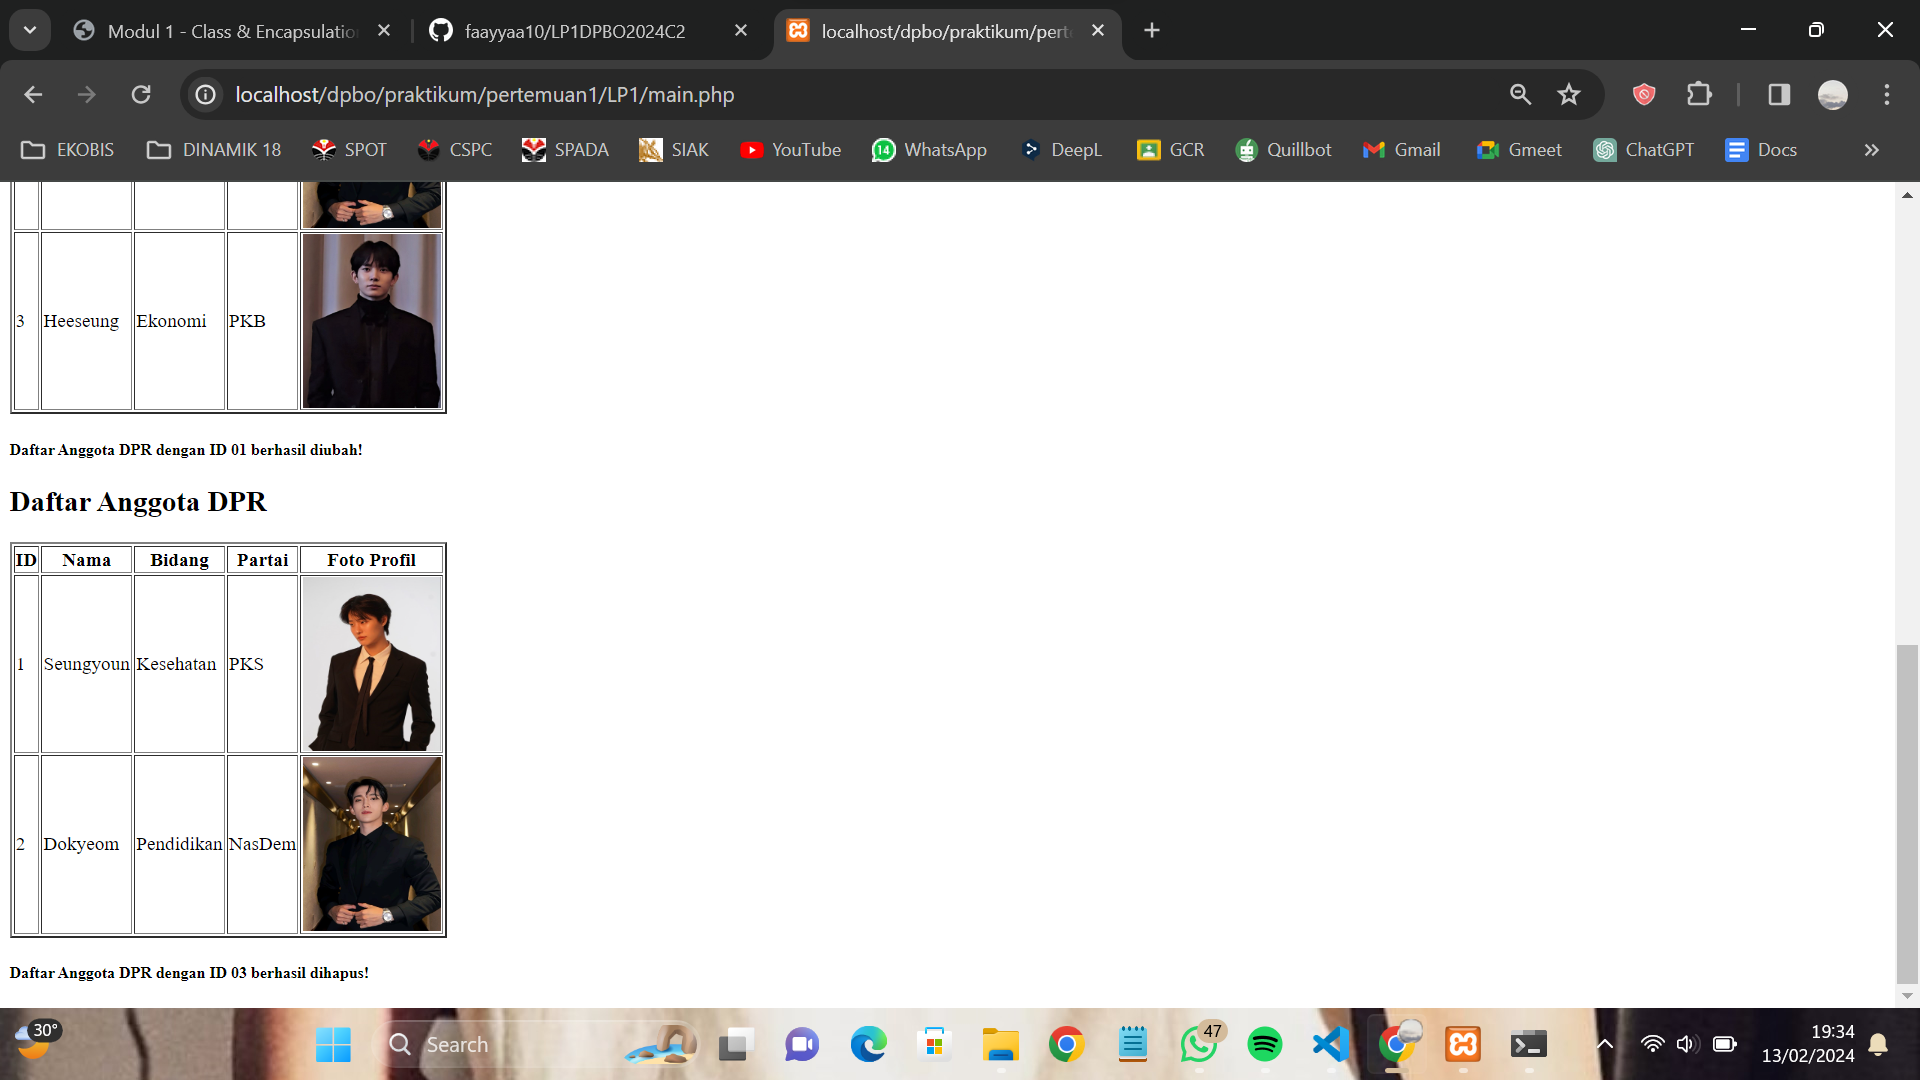 Modul 1 - Class & Encapsulatio
faayyaa10/LP1DPBO2024C2
localhost/dpbo/praktikum/pert
localhost/dpbo/praktikum/pertemuan1/LP1/main.php
EKOBIS DINAMIK 18 SPOT CSPC SPADA SIAK YouTube 14 WhatsApp DeepL GCR Quillbot Gmail Gmeet ChatGPT Docs »
3 Heeseung Ekonomi PKB
Daftar Anggota DPR dengan ID 01 berhasil diubah!
Daftar Anggota DPR
ID Nama Bidang Partai Foto Profil
1 Seungyoun Kesehatan PKS
2 Dokyeom Pendidikan NasDem
Daftar Anggota DPR dengan ID 03 berhasil dihapus!
30°
Search
47
19:34
13/02/2024